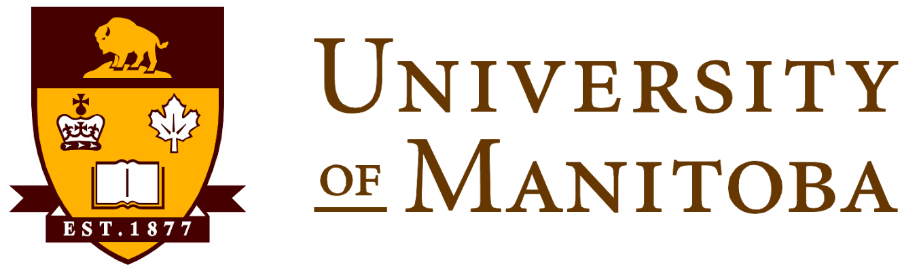 EST.1877
UNIVERSITY
OF MANITOBA